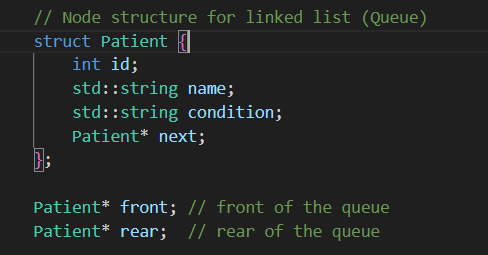 // Node structure for linked list (Queue)
struct Patient {
    int id;
    std::string name;
    std::string condition;
    Patient* next;
};

Patient* front; // front of the queue
Patient* rear;  // rear of the queue